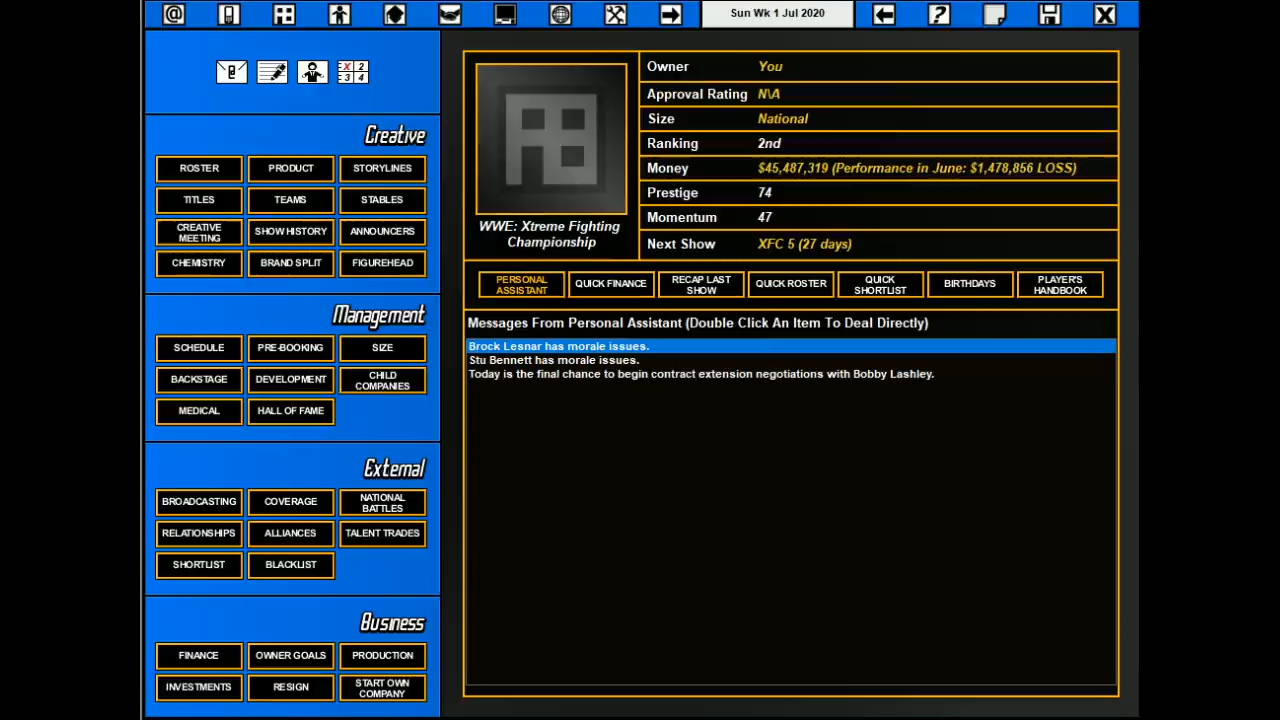 @
Sun Wk 1 Jul 2020
?
X
@
X 2
3 4
Creative
ROSTER
PRODUCT
STORYLINES
TITLES
TEAMS
STABLES
CREATIVE
MEETING
SHOW HISTORY
ANNOUNCERS
CHEMISTRY
BRAND SPLIT
FIGUREHEAD
Management
SCHEDULE
PRE-BOOKING
SIZE
BACKSTAGE
DEVELOPMENT
CHILD
COMPANIES
MEDICAL
HALL OF FAME
External
BROADCASTING
COVERAGE
NATIONAL
BATTLES
RELATIONSHIPS
ALLIANCES
TALENT TRADES
SHORTLIST
BLACKLIST
Business
FINANCE
OWNER GOALS
PRODUCTION
INVESTMENTS
RESIGN
START OWN
COMPANY
WWE: Xtreme Fighting
Championship
Owner You
Approval Rating N\A
Size National
Ranking 2nd
Money $45,487,319 (Performance in June: $1,478,856 LOSS)
Prestige 74
Momentum 47
Next Show XFC 5 (27 days)
PERSONAL
ASSISTANT
QUICK FINANCE
RECAP LAST
SHOW
QUICK ROSTER
QUICK
SHORTLIST
BIRTHDAYS
PLAYER'S
HANDBOOK
Messages From Personal Assistant (Double Click An Item To Deal Directly)
Brock Lesnar has morale issues.
Stu Bennett has morale issues.
Today is the final chance to begin contract extension negotiations with Bobby Lashley.